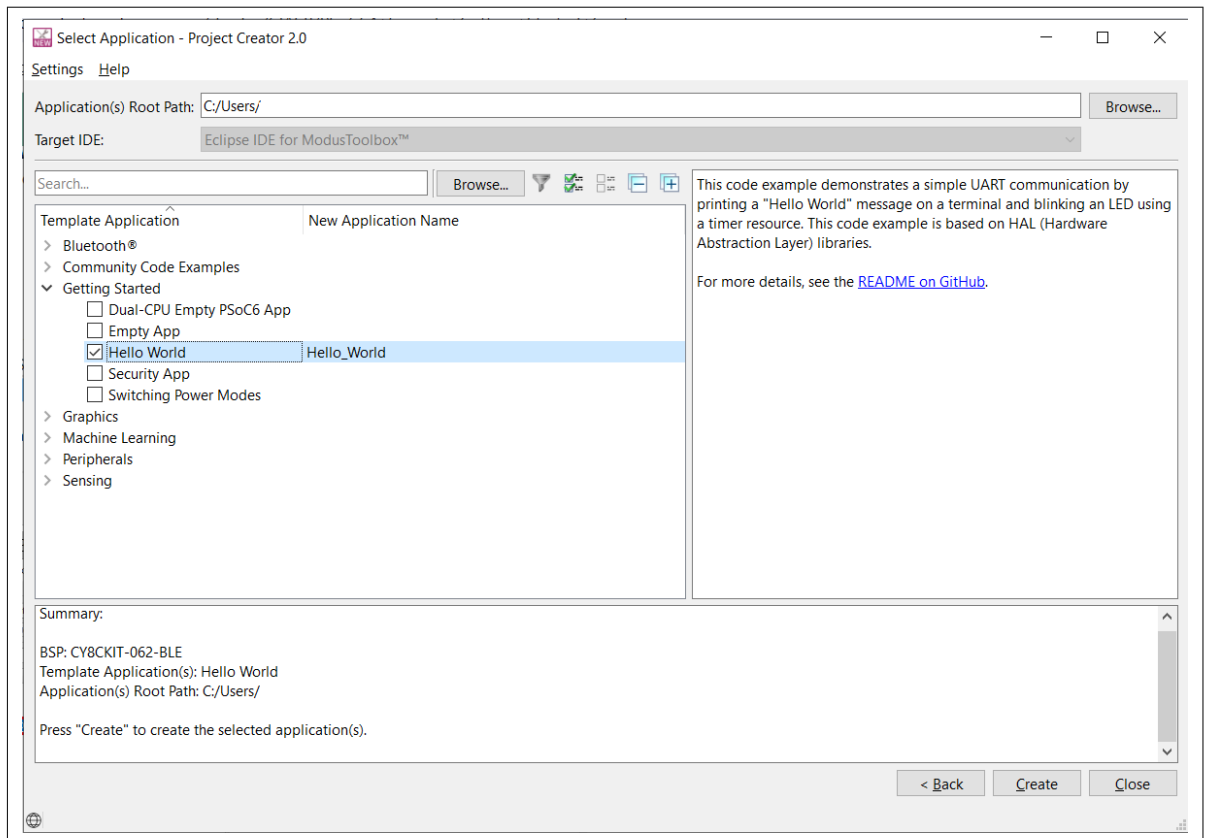 NEW Select Application - Project Creator 2.0
Settings Help
Application(s) Root Path: C:/Users/ Browse...
Target IDE: Eclipse IDE for ModusToolbox™
Search... Browse...
Template Application New Application Name
Bluetooth®
Community Code Examples
Getting Started
Dual-CPU Empty PSoC6 App
Empty App
Hello World Hello_World
Security App
Switching Power Modes
Graphics
Machine Learning
Peripherals
Sensing
This code example demonstrates a simple UART communication by
printing a "Hello World" message on a terminal and blinking an LED using
a timer resource. This code example is based on HAL (Hardware
Abstraction Layer) libraries.
For more details, see the README on GitHub.
Summary:
BSP: CY8CKIT-062-BLE
Template Application(s): Hello World
Application(s) Root Path: C:/Users/
Press "Create" to create the selected application(s).
< Back Create Close